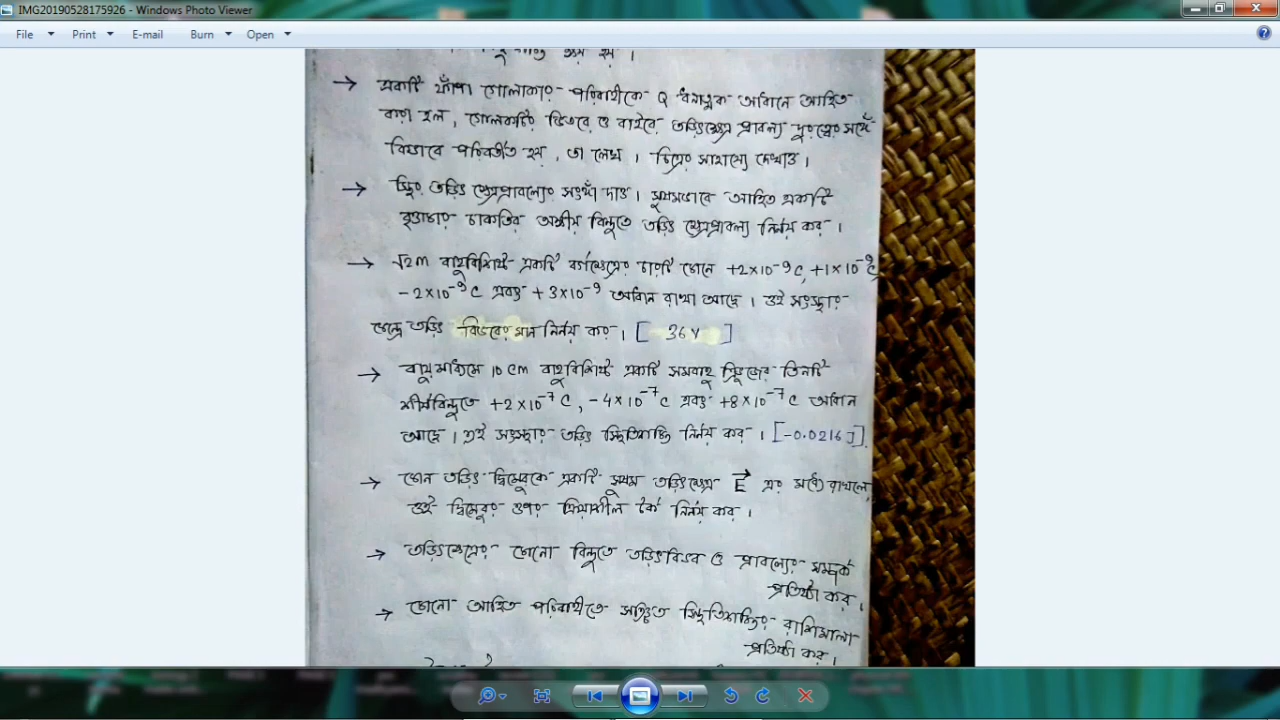 IMG20190528175926 - Windows Photo Viewer
File Print E-mail Burn Open
হয় ।
→ একটি ফাঁপা গোলাকার পরিবাহীকে Q ধনাত্মক আধানে আহিত
করা হল, গোলকটির ভিতরে ও বাইরে তড়িৎক্ষেত্র প্রাবল্য দূরত্বের সঙ্গে
কিভাবে পরিবর্তিত হয়, তা লেখ । চিত্রের সাহায্যে দেখাও ।
→ স্থির তড়িৎ ক্ষেত্রপ্রাবল্যের সংজ্ঞা দাও । সুষমভাবে আহিত একটি
বৃত্তাকার চাকতির অক্ষীয় বিন্দুতে তড়িৎ ক্ষেত্রপ্রাবল্য নির্ণয় কর ।
→ √2m বাহুবিশিষ্ট একটি বর্গক্ষেত্রের চারটি কোনে +2×10⁻⁹C, +1×10⁻⁹C,
-2×10⁻⁹C এবং +3×10⁻⁹ আধান রাখা আছে । ওই সংস্থার
কেন্দ্রে তড়িৎ বিভবের মান নির্ণয় কর । [ 36V ]
→ বায়ুমাধ্যমে 10 cm বাহুবিশিষ্ট একটি সমবাহু ত্রিভুজের তিনটি
শীর্ষবিন্দুতে +2×10⁻⁷C, -4×10⁻⁷C এবং +8×10⁻⁷C আধান
আছে । এই সংস্থার তড়িৎ স্থিতিশক্তি নির্ণয় কর । [-0.0216J]
→ কোন তড়িৎ দ্বিমেরুকে একটি সুষম তড়িৎক্ষেত্র E⃗ এর মধ্যে রাখলে,
ওই দ্বিমেরুর ওপর ক্রিয়াশীল টর্ক নির্ণয় কর ।
→ তড়িৎক্ষেত্রের কোনো বিন্দুতে তড়িৎবিভব ও প্রাবল্যের সম্পর্ক
প্রতিষ্ঠা কর ।
→ কোনো আহিত পরিবাহীতে সঞ্চিত স্থিতিশক্তির রাশিমালা
প্রতিষ্ঠা কর ।